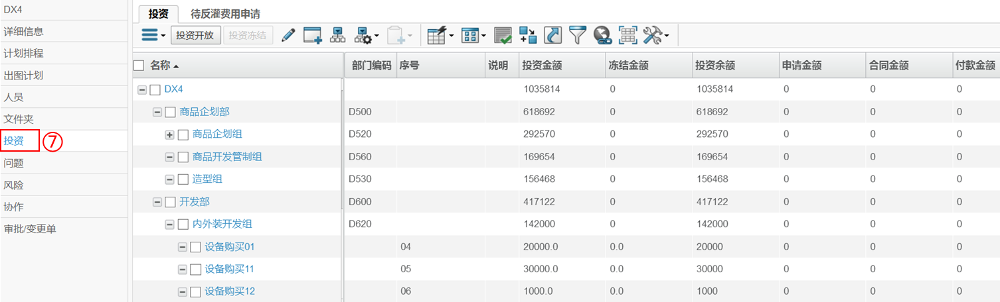 DX4
详细信息
计划排程
出图计划
人员
文件夹
投资 ⑦
问题
风险
协作
审批/变更单
投资 待反灌费用申请
投资开放 投资冻结
名称 部门编码 序号 说明 投资金额 冻结金额 投资余额 申请金额 合同金额 付款金额
DX4 1035814 0 1035814 0 0 0
商品企划部 D500 618692 0 618692 0 0 0
商品企划组 D520 292570 0 292570 0 0 0
商品开发管制组 D560 169654 0 169654 0 0 0
造型组 D530 156468 0 156468 0 0 0
开发部 D600 417122 0 417122 0 0 0
内外装开发组 D620 142000 0 142000 0 0 0
设备购买01 04 20000.0 0.0 20000 0 0 0
设备购买11 05 30000.0 0.0 30000 0 0 0
设备购买12 06 1000.0 0.0 1000 0 0 0